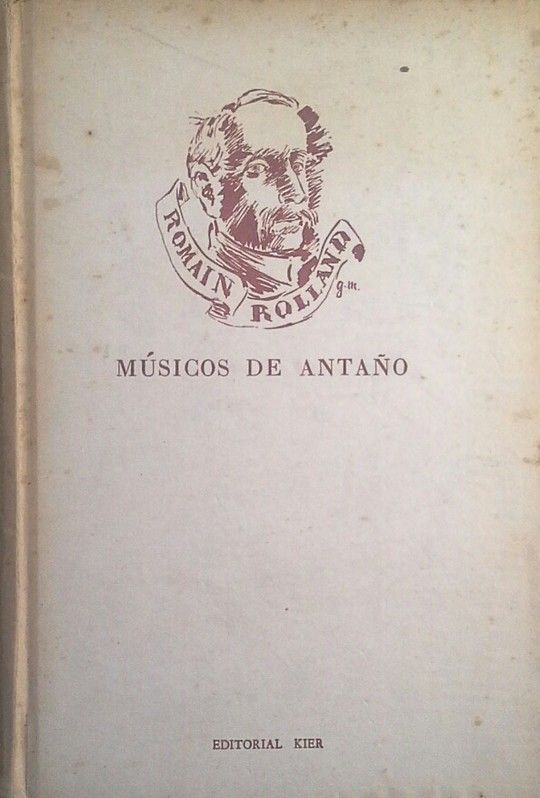 ROMAIN ROLLAND
g.m.
MÚSICOS DE ANTAÑO
EDITORIAL KIER